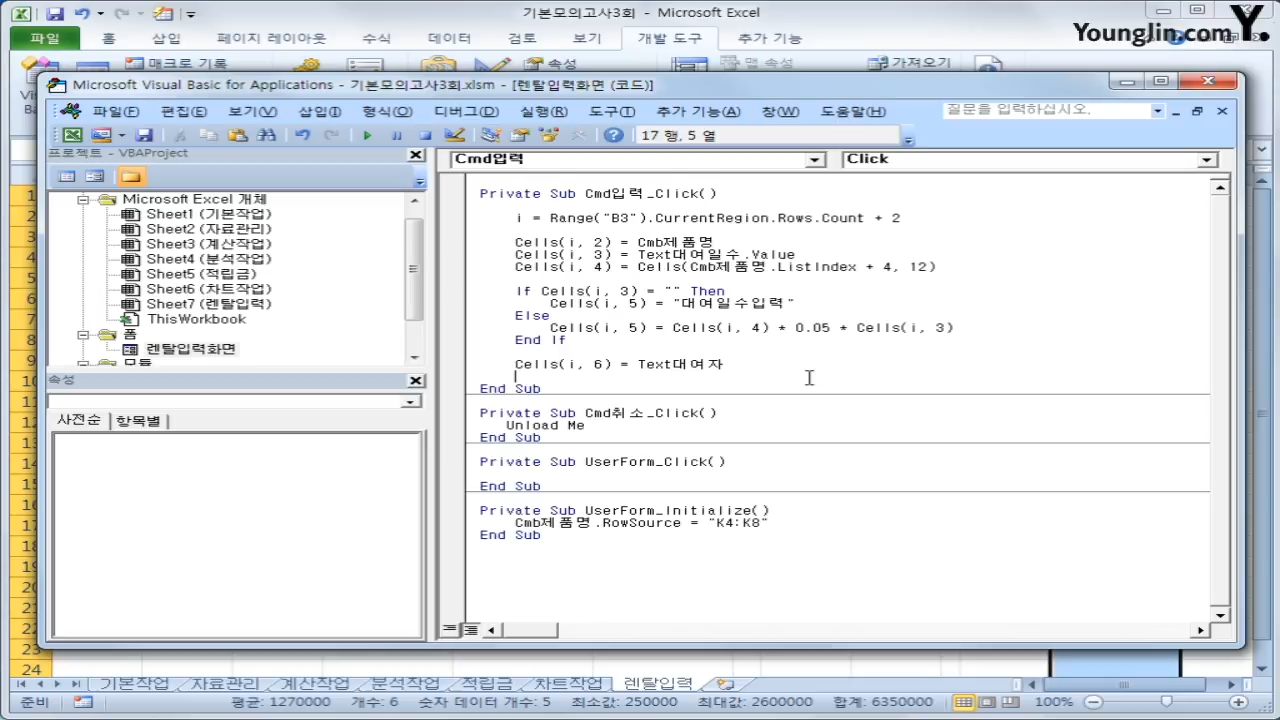 기본모의고사3회 - Microsoft Excel
Younglin.com Y.
파일 홈 삽입 페이지 레이아웃 수식 데이터 검토 보기 개발 도구 추가 기능
매크로 기록 속성 맵 속성 가져오기
Microsoft Visual Basic for Applications - 기본모의고사3회.xlsm - [렌탈입력화면 (코드)]
파일(F) 편집(E) 보기(V) 삽입(I) 형식(O) 디버그(D) 실행(R) 도구(T) 추가 기능(A) 창(W) 도움말(H) 질문을 입력하십시오.
17 행, 5 열
프로젝트 - VBAProject
Microsoft Excel 개체
Sheet1 (기본작업)
Sheet2 (자료관리)
Sheet3 (계산작업)
Sheet4 (분석작업)
Sheet5 (적립금)
Sheet6 (차트작업)
Sheet7 (렌탈입력)
ThisWorkbook
폼
렌탈입력화면
모듈
속성
사전순 항목별
Cmd입력 Click
Private Sub Cmd입력_Click()
i = Range("B3").CurrentRegion.Rows.Count + 2
Cells(i, 2) = Cmb제품명
Cells(i, 3) = Text대여일수.Value
Cells(i, 4) = Cells(Cmb제품명.ListIndex + 4, 12)
If Cells(i, 3) = "" Then
Cells(i, 5) = "대여일수입력"
Else
Cells(i, 5) = Cells(i, 4) * 0.05 * Cells(i, 3)
End If
Cells(i, 6) = Text대여자
End Sub
Private Sub Cmd취소_Click()
Unload Me
End Sub
Private Sub UserForm_Click()
End Sub
Private Sub UserForm_Initialize()
Cmb제품명.RowSource = "K4:K8"
End Sub
23
24
기본작업 자료관리 계산작업 분석작업 적립금 차트작업 렌탈입력
준비 평균: 1270000 개수: 6 숫자 데이터 개수: 5 최소값: 250000 최대값: 2600000 합계: 6350000 100%